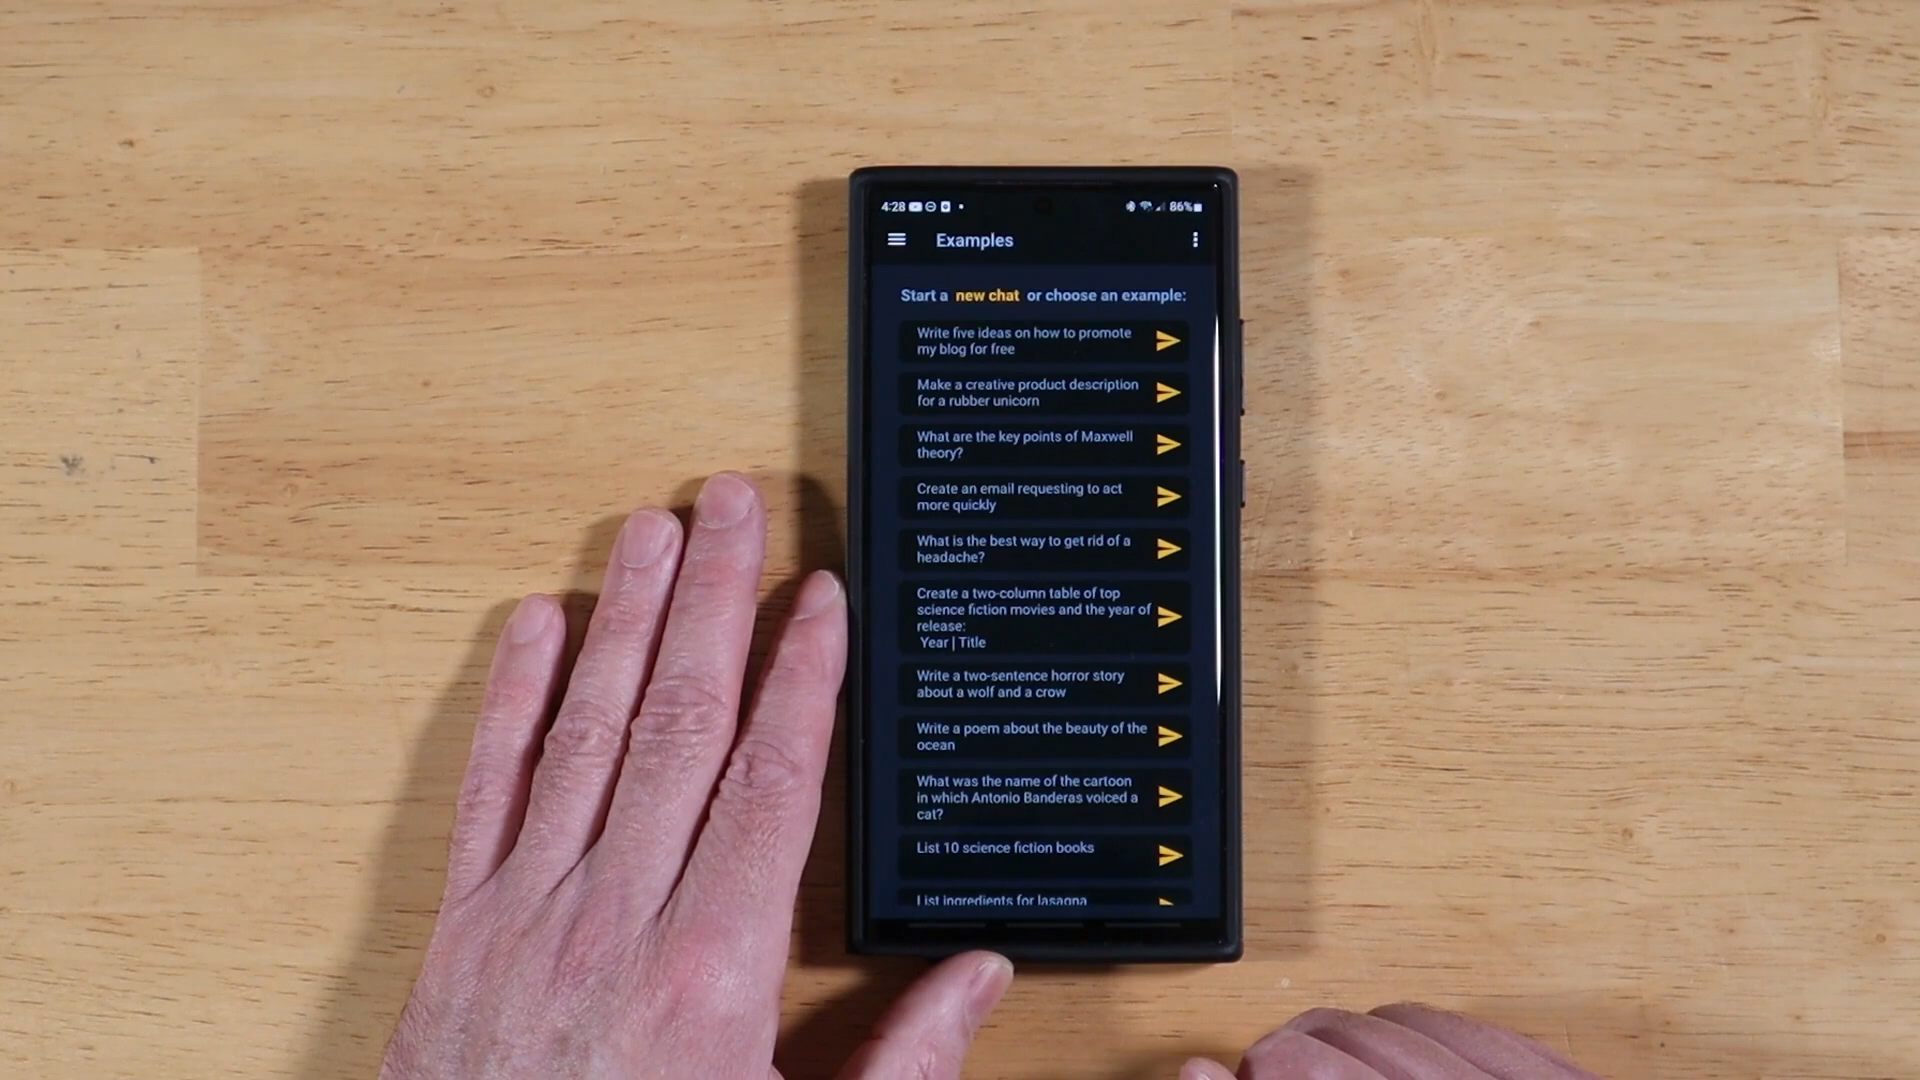 4:28
86%
Examples
Start a new chat or choose an example:
Write five ideas on how to promote
my blog for free
Make a creative product description
for a rubber unicorn
What are the key points of Maxwell
theory?
Create an email requesting to act
more quickly
What is the best way to get rid of a
headache?
Create a two-column table of top
science fiction movies and the year of
release:
Year | Title
Write a two-sentence horror story
about a wolf and a crow
Write a poem about the beauty of the
ocean
What was the name of the cartoon
in which Antonio Banderas voiced a
cat?
List 10 science fiction books
List ingredients for lasagna